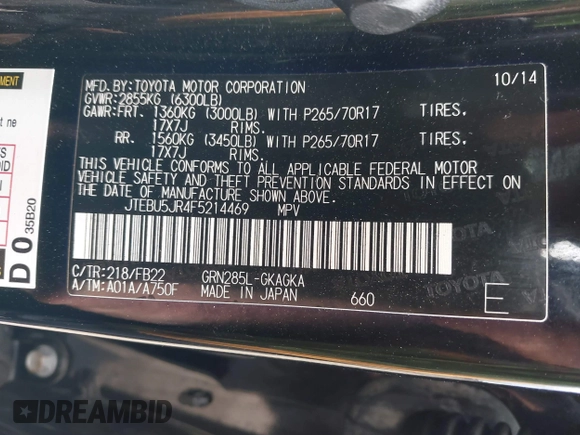 MENT
t ne
S
OID
D 0
35B20
MFD.BY:TOYOTA MOTOR CORPORATION 10/14
GVWR:2855KG (6300LB)
GAWR:FRT. 1360KG (3000LB) WITH P265/70R17 TIRES.
17X7J RIMS.
RR. 1560KG (3450LB) WITH P265/70R17 TIRES.
17X7J RIMS.
THIS VEHICLE CONFORMS TO ALL APPLICABLE FEDERAL MOTOR
VEHICLE SAFETY AND THEFT PREVENTION STANDARDS IN EFFECT ON
THE DATE OF MANUFACTURE SHOWN ABOVE.
JTEBU5JR4F5214469 MPV
C/TR:218/FB22 GRN285L-GKAGKA
A/TM:A01A/A750F MADE IN JAPAN 660 E
DREAMBID